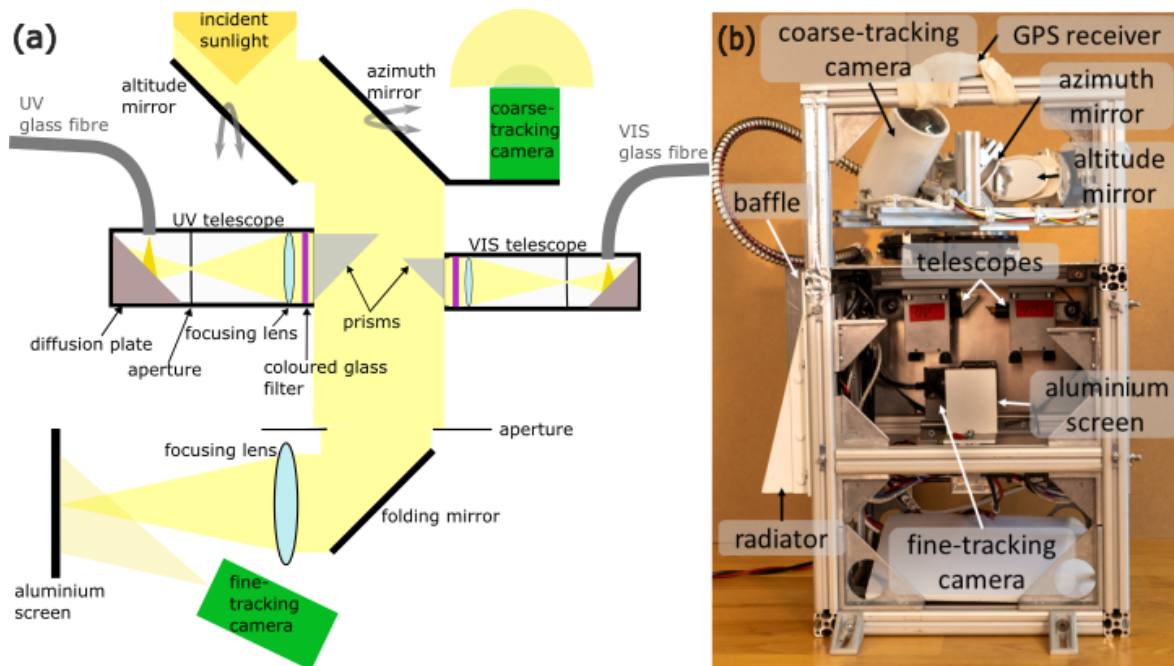 (a)
incident
sunlight
altitude
mirror
azimuth
mirror
coarse-
tracking
camera
UV
glass fibre
VIS
glass fibre
UV telescope
VIS telescope
prisms
diffusion plate
focusing lens
aperture
coloured glass
filter
aperture
focusing lens
folding mirror
aluminium
screen
fine-
tracking
camera
(b)
coarse-tracking
camera
GPS receiver
azimuth
mirror
altitude
mirror
baffle
telescopes
aluminium
screen
radiator
fine-tracking
camera